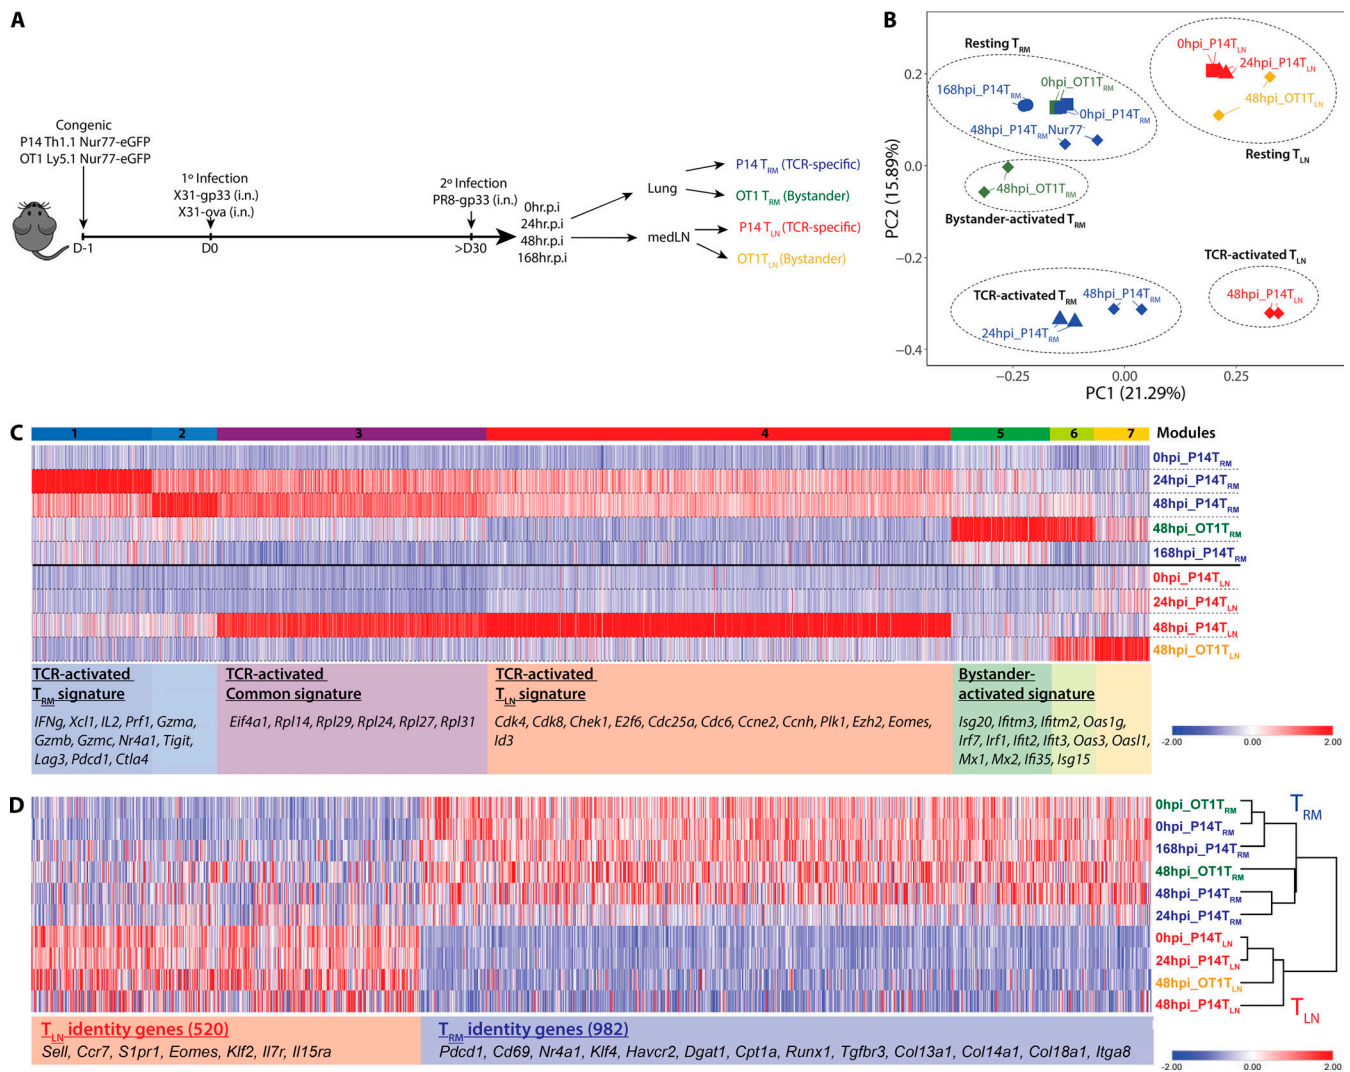 A
Congenic
P14 Th1.1 Nur77-eGFP
OT1 Ly5.1 Nur77-eGFP
1º Infection
X31-gp33 (i.n.)
X31-ova (i.n.)
2º Infection
PR8-gp33 (i.n.)
D-1
D0
>D30
0hr.p.i
24hr.p.i
48hr.p.i
168hr.p.i
Lung
medLN
P14 TRM (TCR-specific)
OT1 TRM (Bystander)
P14 TLN (TCR-specific)
OT1TLN (Bystander)
B
Resting TRM
168hpi_P14TRM
0hpi_OT1TRM
0hpi_P14TRM
48hpi_P14TRMNur77-
48hpi_OT1TRM
Bystander-activated TRM
0hpi_P14TLN
24hpi_P14TLN
48hpi_OT1TLN
Resting TLN
TCR-activated TRM
48hpi_P14TRM
24hpi_P14TRM
TCR-activated TLN
48hpi_P14TLN
0.2
0.0
−0.2
−0.4
PC2 (15.89%)
−0.25
0.00
0.25
PC1 (21.29%)
C
1 2 3 4 5 6 7 Modules
0hpi_P14TRM
24hpi_P14TRM
48hpi_P14TRM
48hpi_OT1TRM
168hpi_P14TRM
0hpi_P14TLN
24hpi_P14TLN
48hpi_P14TLN
48hpi_OT1TLN
TCR-activated
TRM signature
IFNg, Xcl1, IL2, Prf1, Gzma,
Gzmb, Gzmc, Nr4a1, Tigit,
Lag3, Pdcd1, Ctla4
TCR-activated
Common signature
Eif4a1, Rpl14, Rpl29, Rpl24, Rpl27, Rpl31
TCR-activated
TLN signature
Cdk4, Cdk8, Chek1, E2f6, Cdc25a, Cdc6, Ccne2, Ccnh, Plk1, Ezh2, Eomes,
Id3
Bystander-
activated signature
Isg20, Ifitm3, Ifitm2, Oas1g,
Irf7, Irf1, Ifit2, Ifit3, Oas3, Oasl1,
Mx1, Mx2, Ifi35, Isg15
-2.00 0 2.00
D
0hpi_OT1TRM
0hpi_P14TRM
168hpi_P14TRM
48hpi_OT1TRM
48hpi_P14TRM
24hpi_P14TRM
0hpi_P14TLN
24hpi_P14TLN
48hpi_OT1TLN
48hpi_P14TLN
TRM
TLN
TLN identity genes (520)
Sell, Ccr7, S1pr1, Eomes, Klf2, Il7r, Il15ra
TRM identity genes (982)
Pdcd1, Cd69, Nr4a1, Klf4, Havcr2, Dgat1, Cpt1a, Runx1, Tgfbr3, Col13a1, Col14a1, Col18a1, Itga8
-2.00 0 2.00